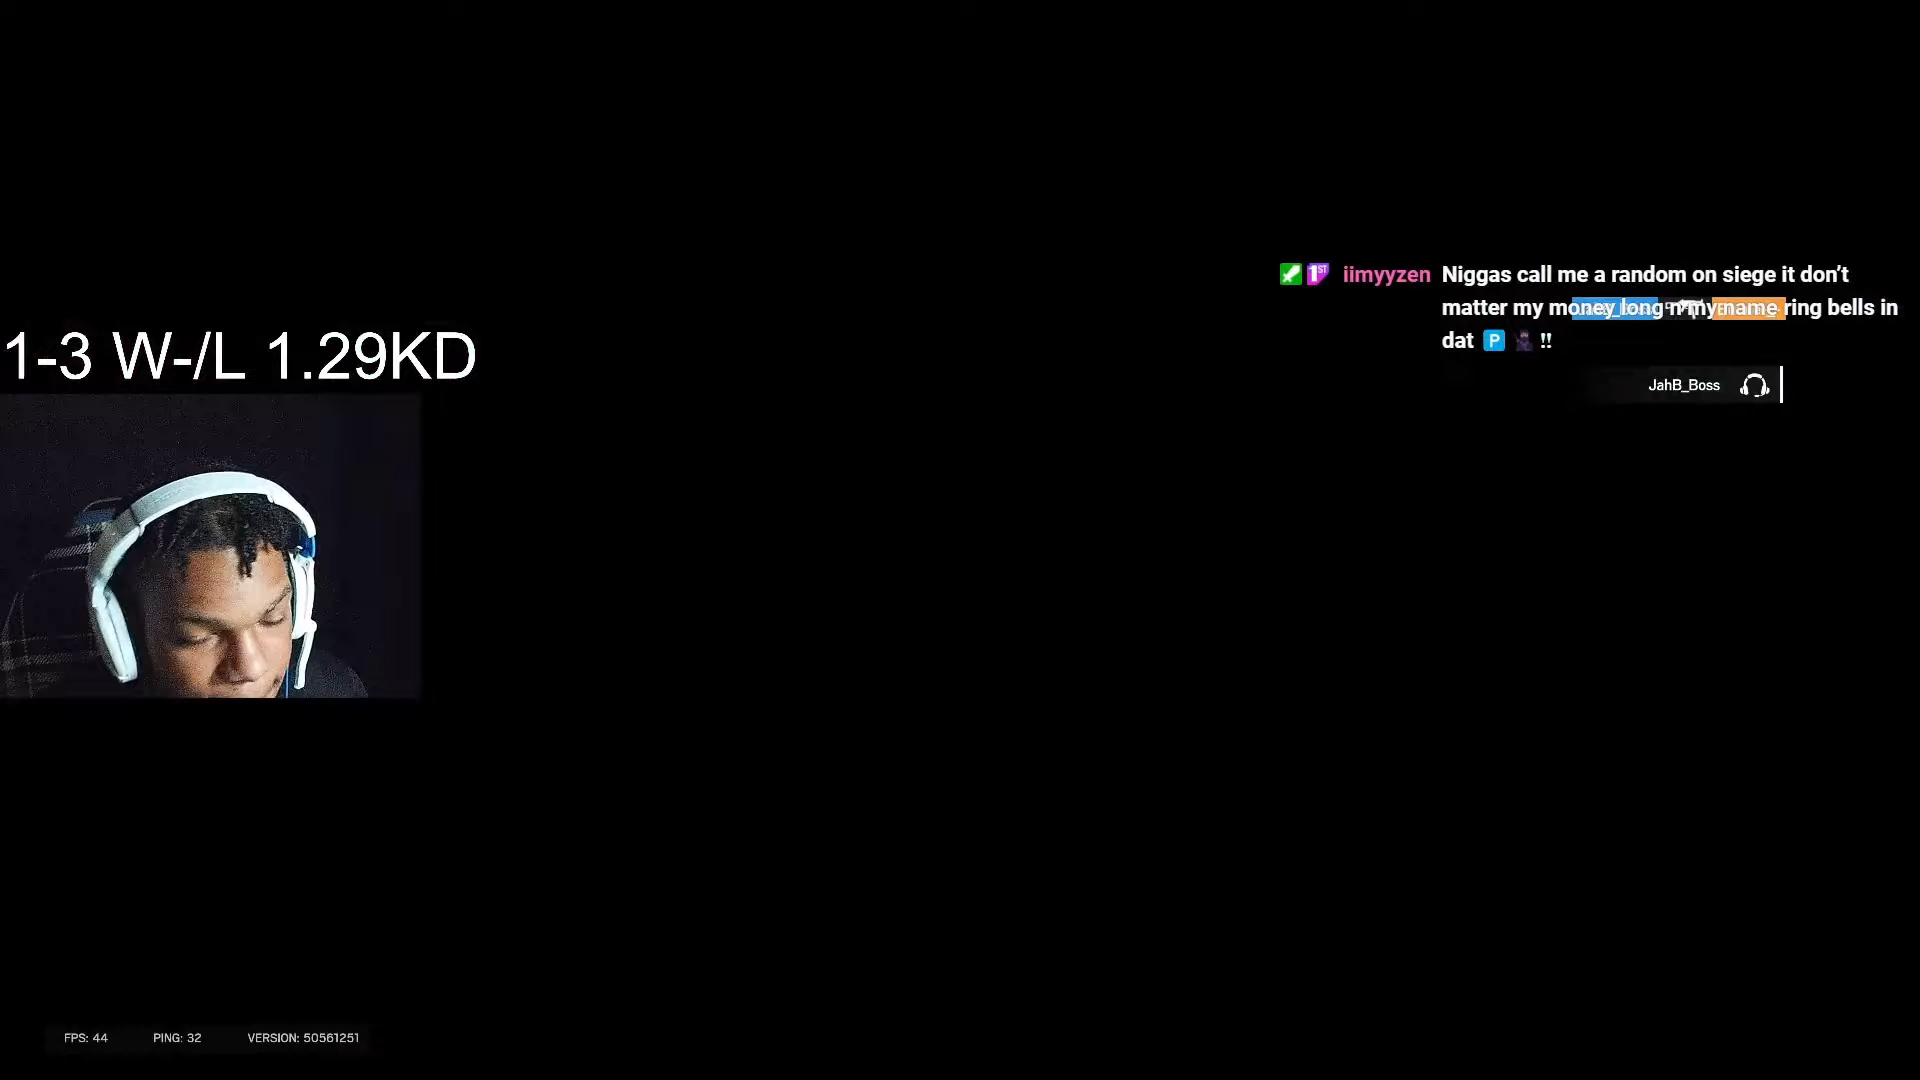 iimyyzen Niggas call me a random on siege it don’t
matter my money long n my name ring bells in
dat P !!
1-3 W-/L 1.29KD
JahB_Boss
FPS: 44 PING: 32 VERSION: 50561251